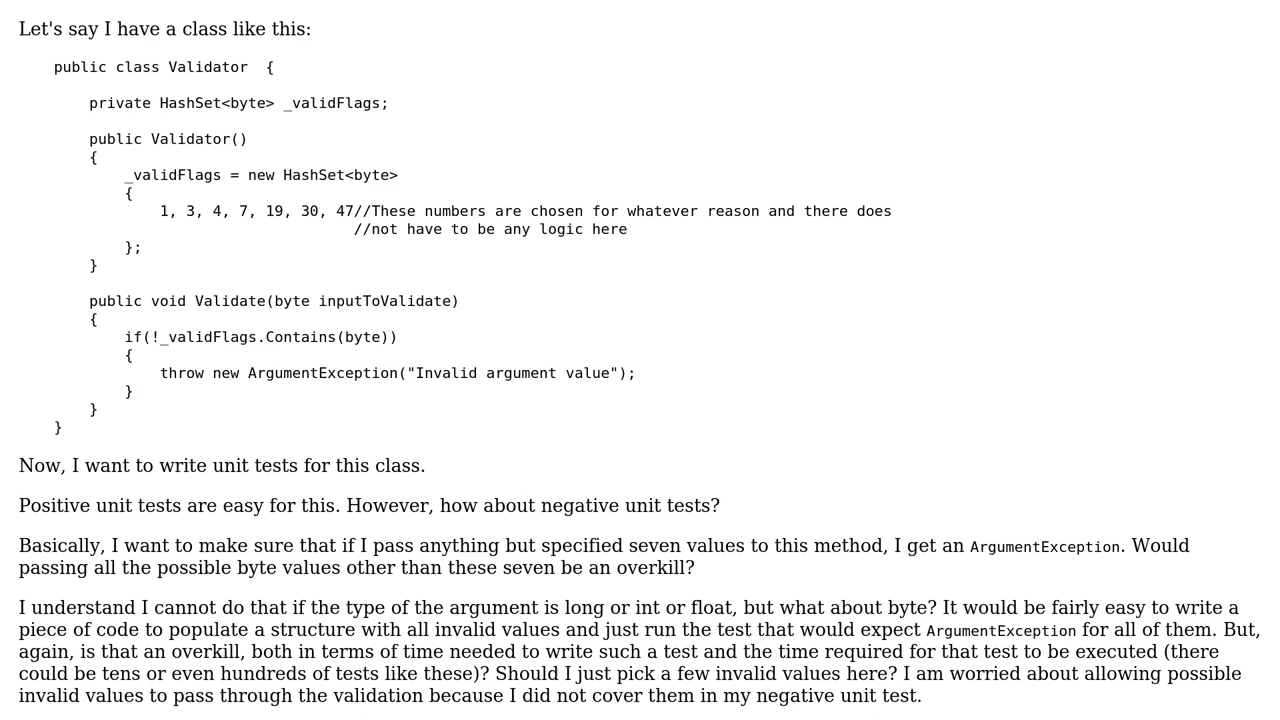 Let's say I have a class like this:
public class Validator  {
private HashSet<byte> _validFlags;
public Validator()
{
_validFlags = new HashSet<byte>
{
1, 3, 4, 7, 19, 30, 47//These numbers are chosen for whatever reason and there does
//not have to be any logic here
};
}
public void Validate(byte inputToValidate)
{
if(!_validFlags.Contains(byte))
{
throw new ArgumentException("Invalid argument value");
}
}
}
Now, I want to write unit tests for this class.
Positive unit tests are easy for this. However, how about negative unit tests?
Basically, I want to make sure that if I pass anything but specified seven values to this method, I get an ArgumentException. Would
passing all the possible byte values other than these seven be an overkill?
I understand I cannot do that if the type of the argument is long or int or float, but what about byte? It would be fairly easy to write a
piece of code to populate a structure with all invalid values and just run the test that would expect ArgumentException for all of them. But,
again, is that an overkill, both in terms of time needed to write such a test and the time required for that test to be executed (there
could be tens or even hundreds of tests like these)? Should I just pick a few invalid values here? I am worried about allowing possible
invalid values to pass through the validation because I did not cover them in my negative unit test.